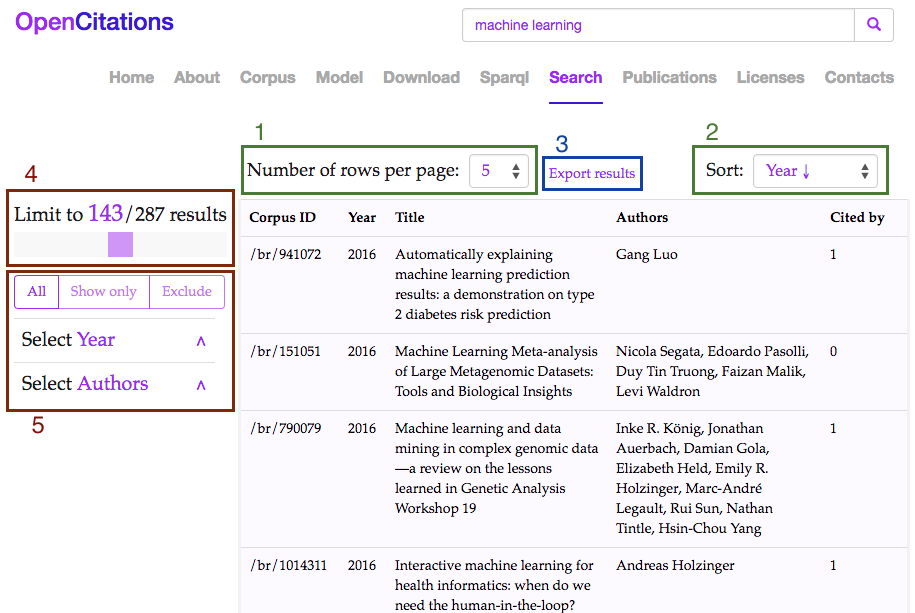 OpenCitations
machine learning
Home About Corpus Model Download Sparql Search Publications Licenses Contacts
1
2
3
4
Number of rows per page: 5
Export results
Sort: Year ↓
Limit to 143/287 results
All Show only Exclude
Select Year ∧
Select Authors ∧
5
Corpus ID Year Title Authors Cited by
/br/941072 2016 Automatically explaining Gang Luo 1
machine learning prediction
results: a demonstration on type
2 diabetes risk prediction
/br/151051 2016 Machine Learning Meta-analysis Nicola Segata, Edoardo Pasolli, 0
of Large Metagenomic Datasets: Duy Tin Truong, Faizan Malik,
Tools and Biological Insights Levi Waldron
/br/790079 2016 Machine learning and data Inke R. König, Jonathan 1
mining in complex genomic data Auerbach, Damian Gola,
—a review on the lessons Elizabeth Held, Emily R.
learned in Genetic Analysis Holzinger, Marc-André
Workshop 19 Legault, Rui Sun, Nathan
Tintle, Hsin-Chou Yang
/br/1014311 2016 Interactive machine learning for Andreas Holzinger 1
health informatics: when do we
need the human-in-the-loop?